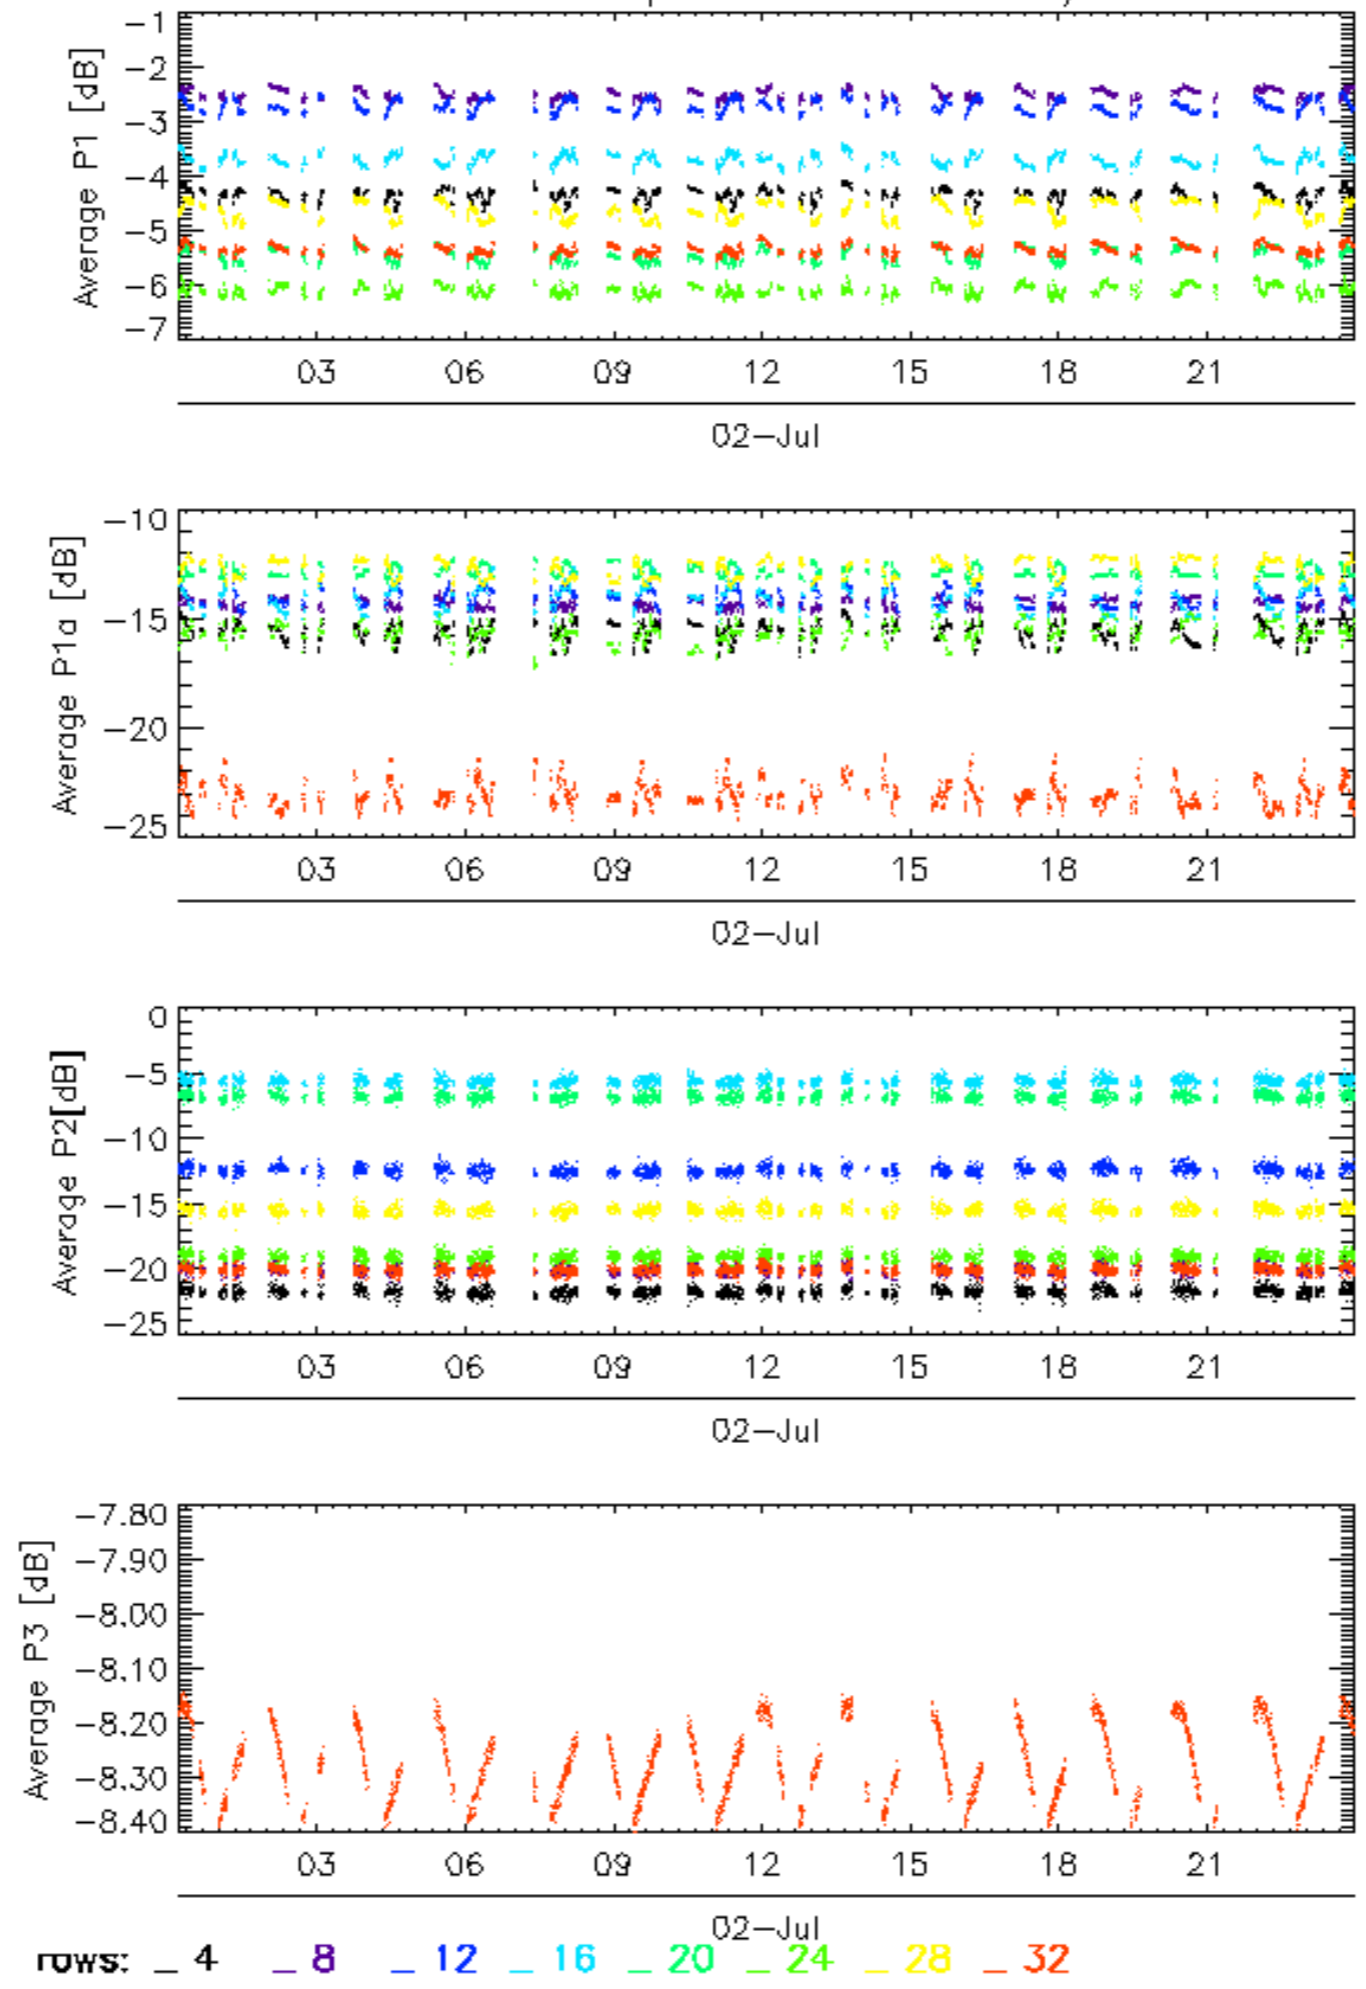 −1
−2
−3
−4
−5
−6
−7
Average P1 [dB]
03 06 09 12 15 18 21
02−Jul
−10
−15
−20
−25
Average P1a [dB]
03 06 09 12 15 18 21
02−Jul
0
−5
−10
−15
−20
−25
Average P2[dB]
03 06 09 12 15 18 21
02−Jul
−7.80
−7.90
−8.00
−8.10
−8.20
−8.30
−8.40
Average P3 [dB]
03 06 09 12 15 18 21
02−Jul
rows: _ 4 _ 8 _ 12 _ 16 _ 20 _ 24 _ 28 _ 32